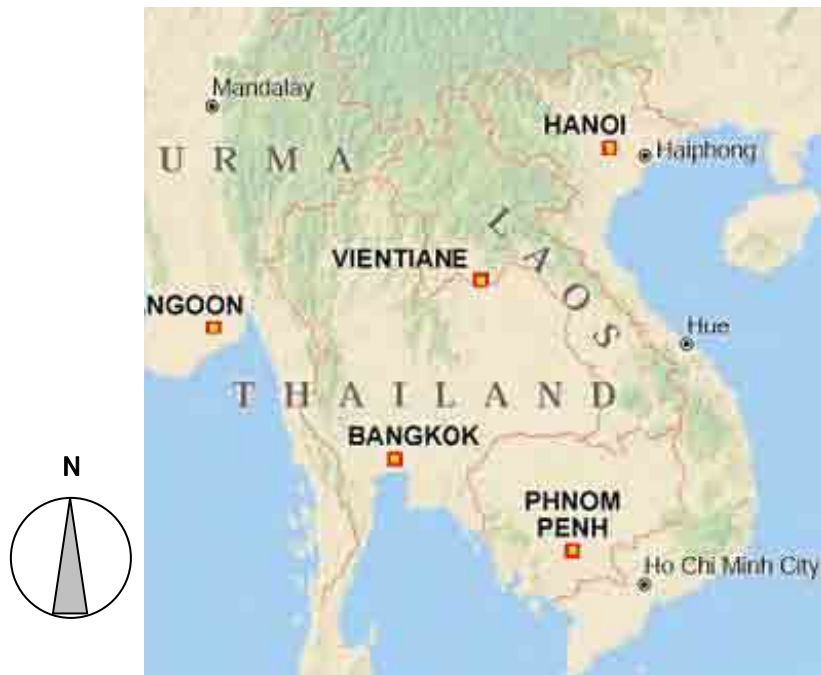 Mandalay
HANOI
Haiphong
URMA
LAOS
VIENTIANE
NGOON
Hue
THAILAND
BANGKOK
N
PHNOM
PENH
Ho Chi Minh City